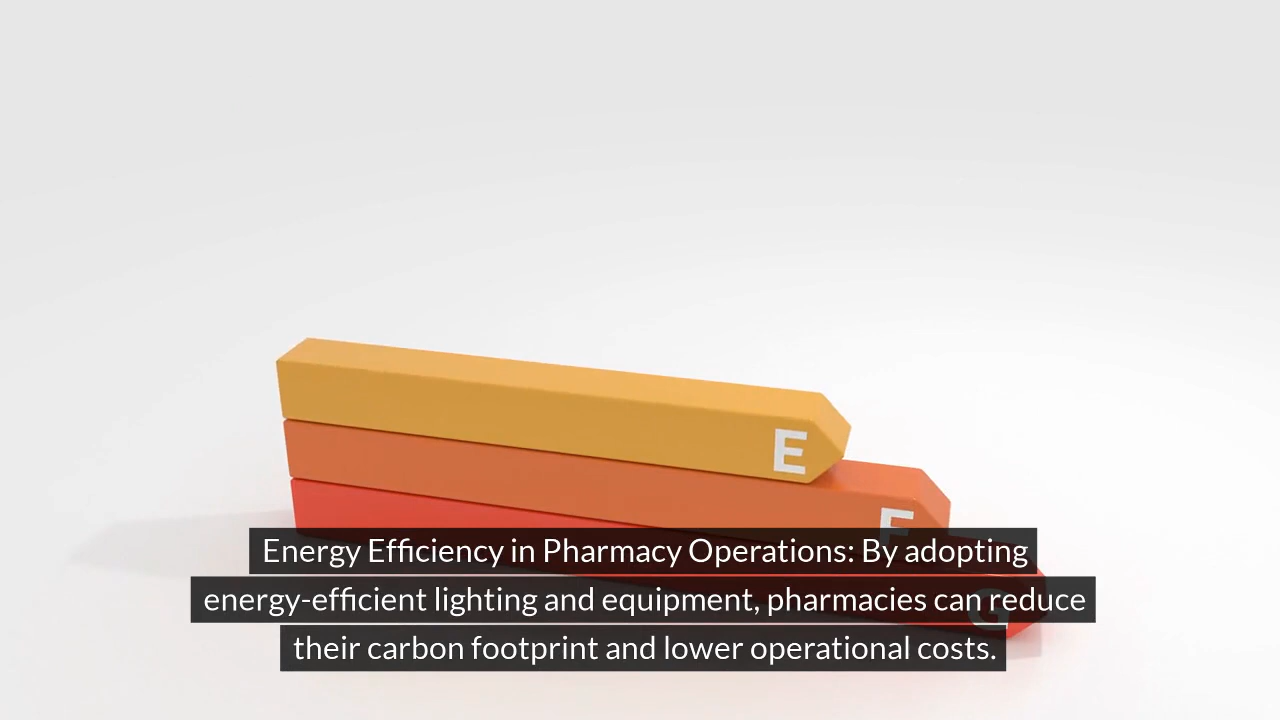 E
F
G
Energy Efficiency in Pharmacy Operations: By adopting
energy-efficient lighting and equipment, pharmacies can reduce
their carbon footprint and lower operational costs.